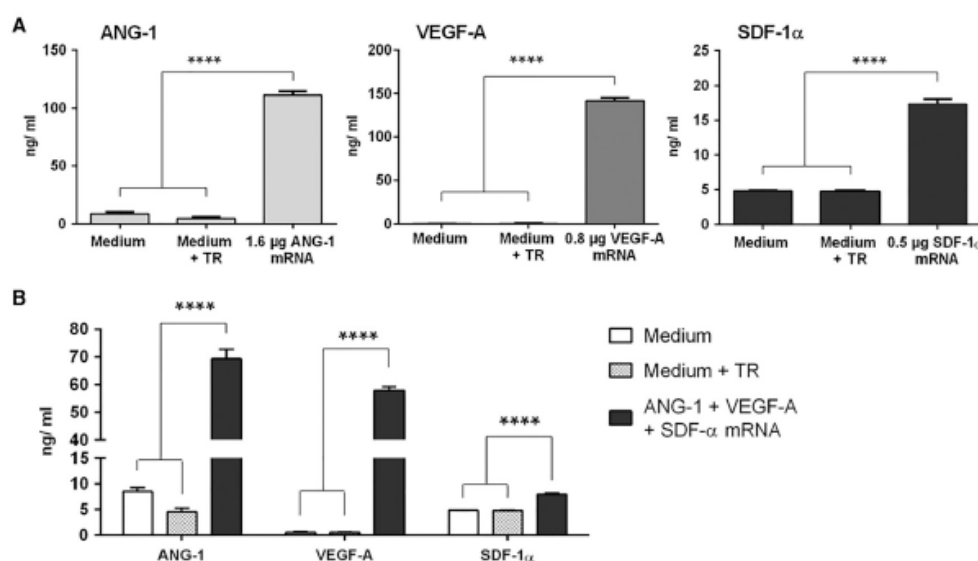 A
ANG-1
****
ng/ ml
150
100
50
0
Medium
Medium + TR
1.6 µg ANG-1 mRNA
VEGF-A
****
ng/ ml
200
150
100
50
0
Medium
Medium + TR
0.8 µg VEGF-A mRNA
SDF-1α
****
ng/ ml
25
20
15
10
5
0
Medium
Medium + TR
0.5 µg SDF-1α mRNA
B
****
****
****
ng/ ml
80
70
60
50
40
15
10
5
0
ANG-1
VEGF-A
SDF-1α
Medium
Medium + TR
ANG-1 + VEGF-A
+ SDF-α mRNA